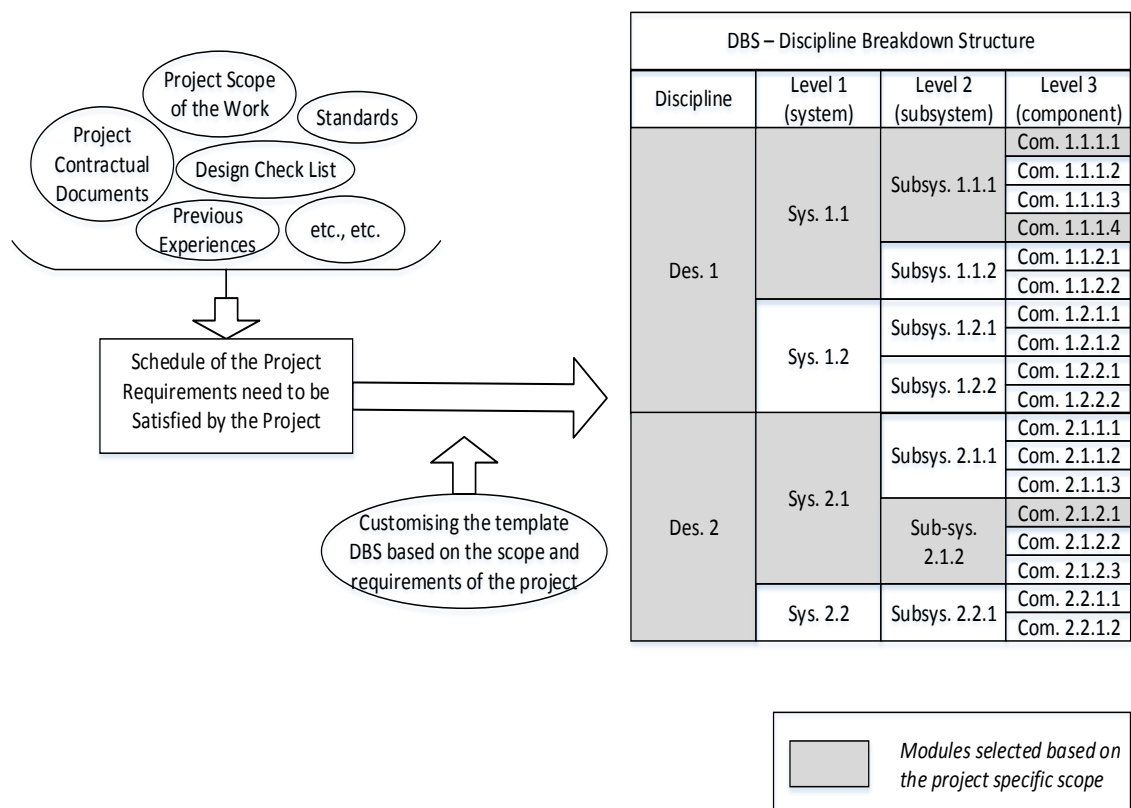 Project Scope
of the Work
Standards
Project
Contractual
Documents
Design Check List
Previous
Experiences
etc., etc.
Schedule of the Project
Requirements need to be
Satisfied by the Project
Customising the template
DBS based on the scope and
requirements of the project
DBS – Discipline Breakdown Structure
Discipline
Level 1
(system)
Level 2
(subsystem)
Level 3
(component)
Des. 1
Sys. 1.1
Subsys. 1.1.1
Com. 1.1.1.1
Com. 1.1.1.2
Com. 1.1.1.3
Com. 1.1.1.4
Subsys. 1.1.2
Com. 1.1.2.1
Com. 1.1.2.2
Sys. 1.2
Subsys. 1.2.1
Com. 1.2.1.1
Com. 1.2.1.2
Subsys. 1.2.2
Com. 1.2.2.1
Com. 1.2.2.2
Des. 2
Sys. 2.1
Subsys. 2.1.1
Com. 2.1.1.1
Com. 2.1.1.2
Com. 2.1.1.3
Sub-sys.
2.1.2
Com. 2.1.2.1
Com. 2.1.2.2
Com. 2.1.2.3
Sys. 2.2
Subsys. 2.2.1
Com. 2.2.1.1
Com. 2.2.1.2
Modules selected based on
the project specific scope